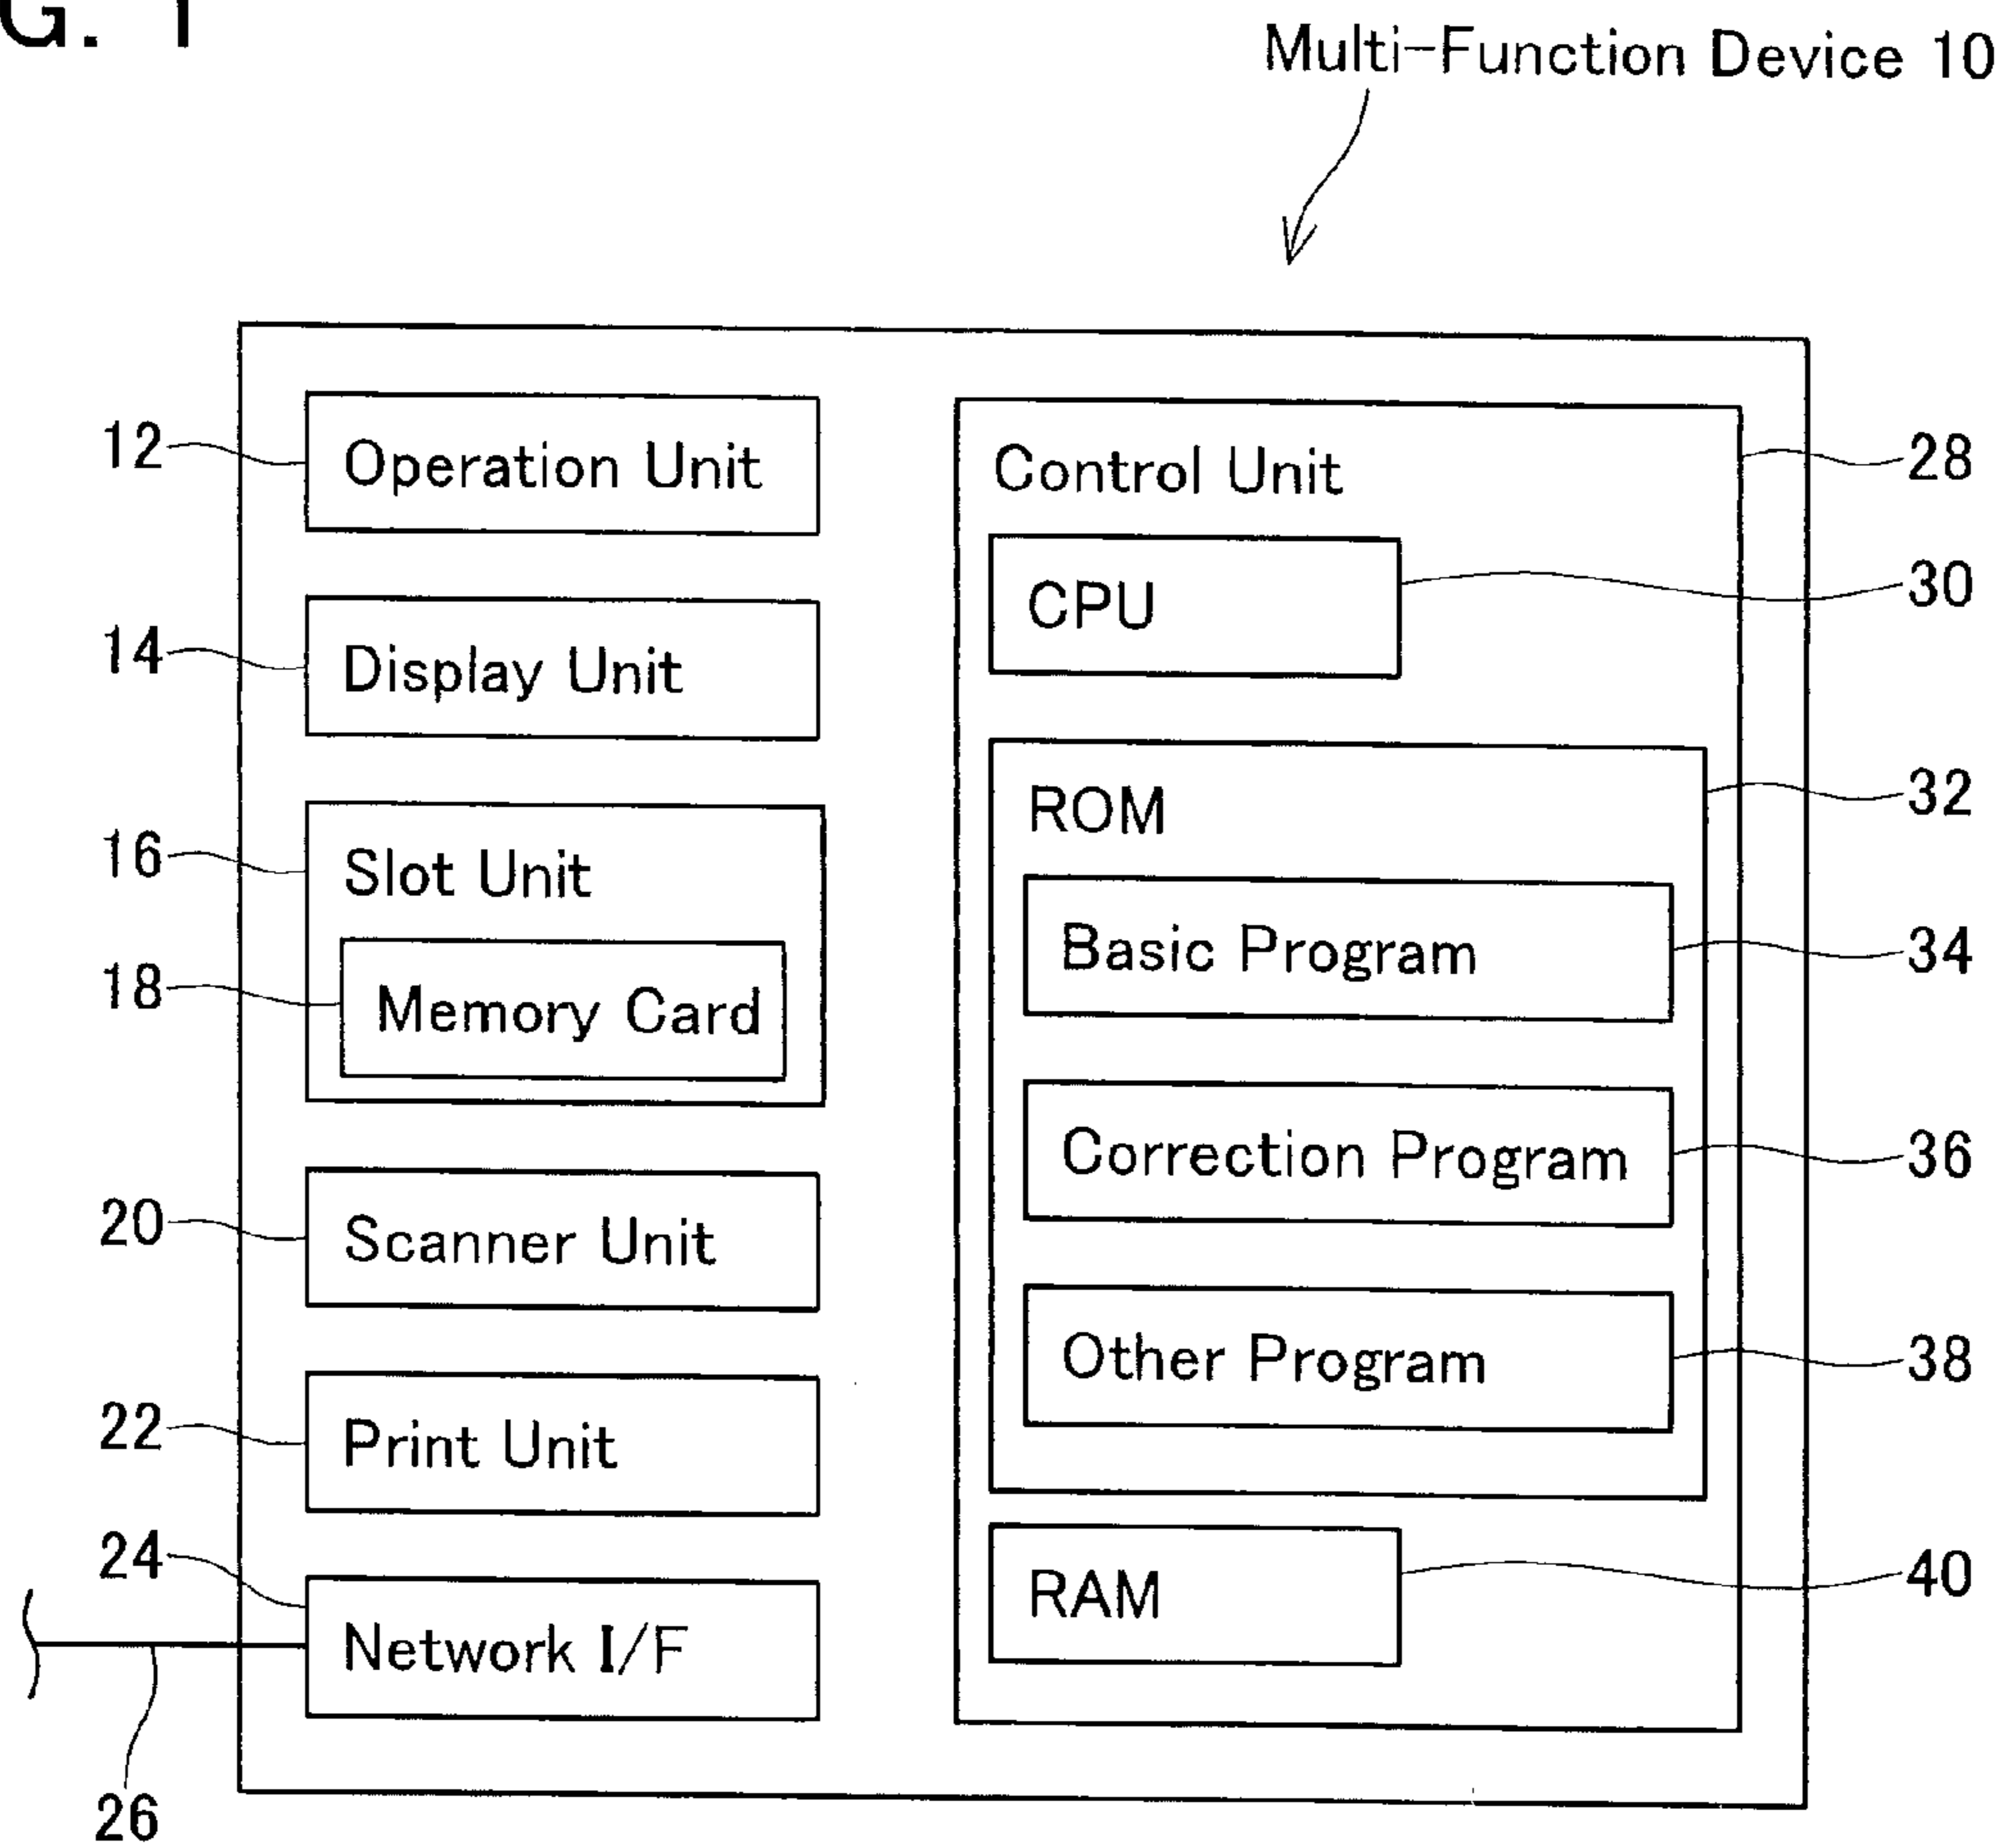 G. 1
Multi-Function Device 10
12
Operation Unit
14
Display Unit
16
Slot Unit
18
Memory Card
20
Scanner Unit
22
Print Unit
24
Network I/F
26
Control Unit
28
CPU
30
ROM
32
Basic Program
34
Correction Program
36
Other Program
38
RAM
40